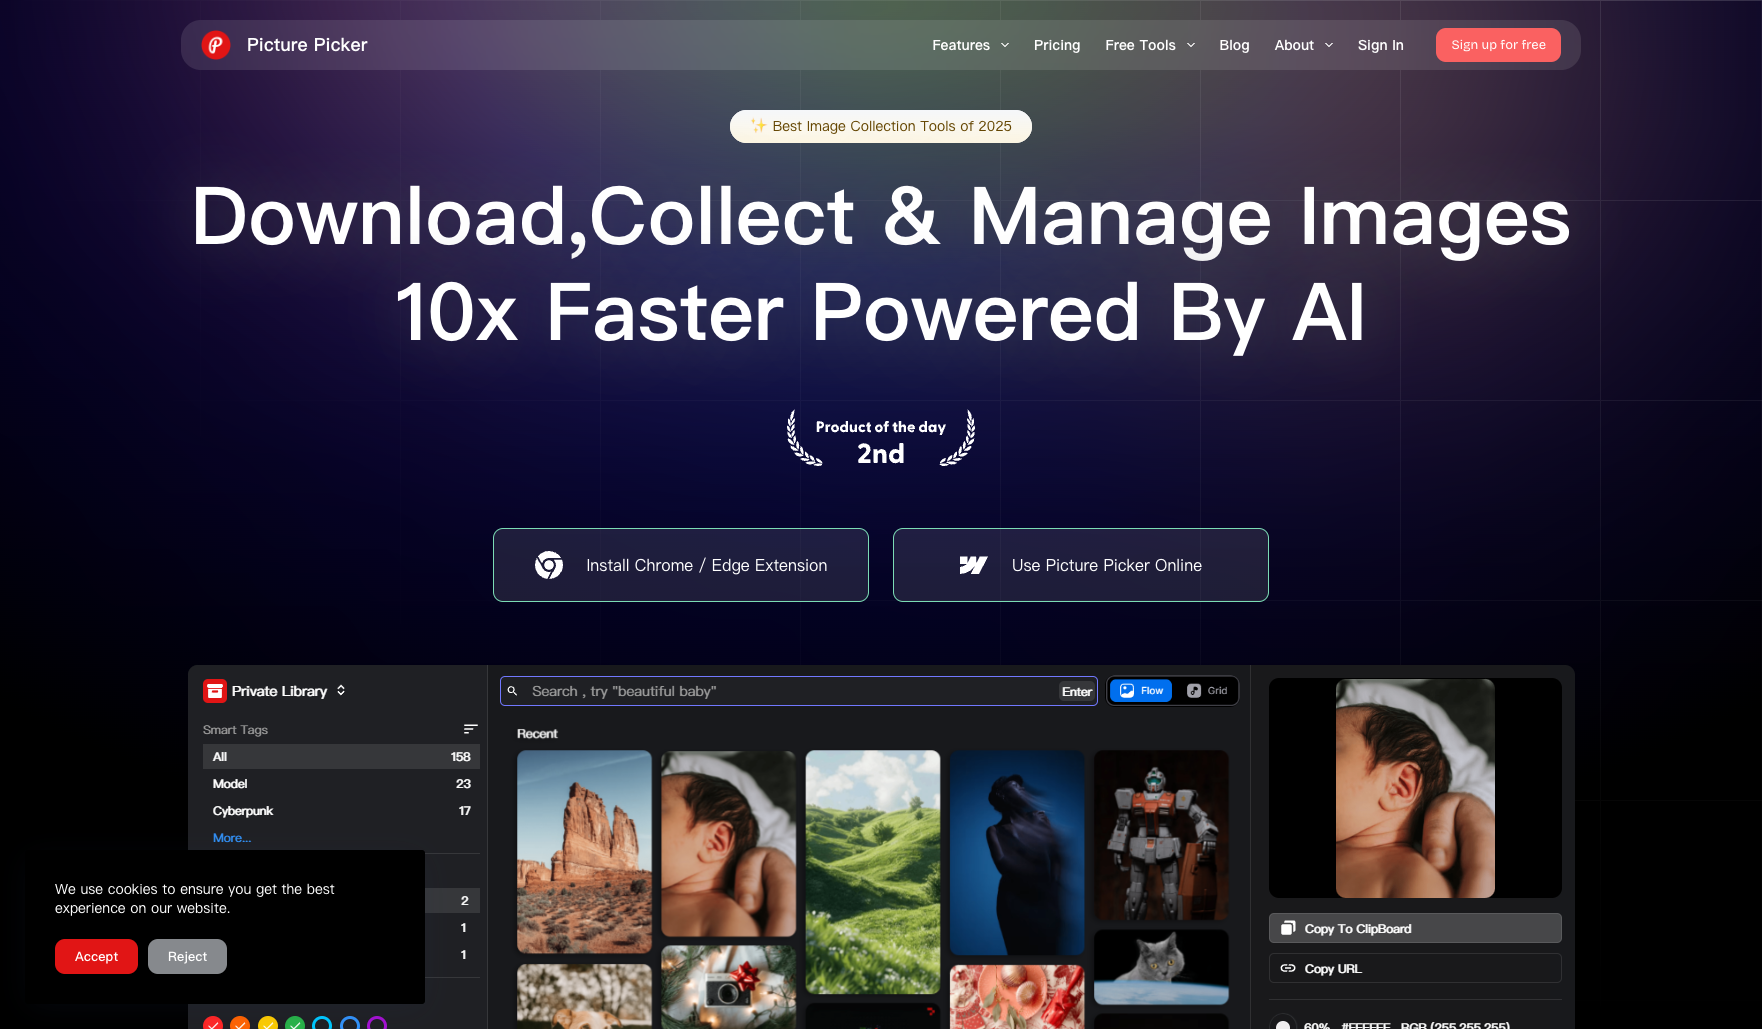 Picture Picker
Features
Pricing
Free Tools
Blog
About
Sign In
Sign up for free
✨ Best Image Collection Tools of 2025
Download,Collect & Manage Images
10x Faster Powered By AI
Product of the day
2nd
Install Chrome / Edge Extension
Use Picture Picker Online
Private Library
Smart Tags
All 158
Model 23
Cyberpunk 17
More...
2
1
1
Search , try "beautiful baby"
Enter
Flow
Grid
Recent
Copy To ClipBoard
Copy URL
60% #FFFFFF RGB (255,255,255)
We use cookies to ensure you get the best
experience on our website.
Accept
Reject